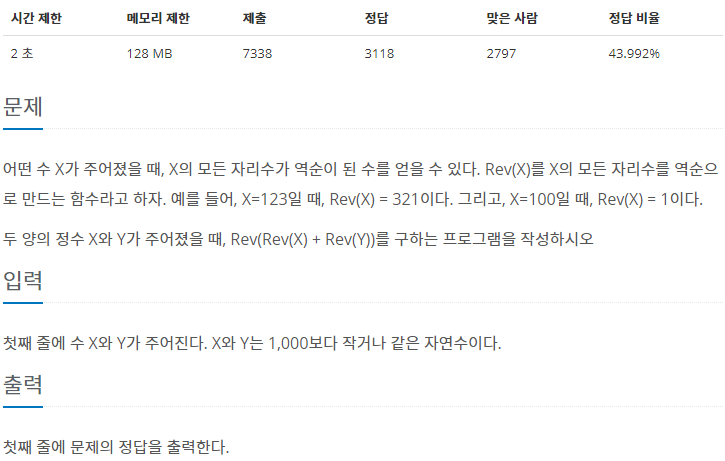 시간 제한 메모리 제한 제출 정답 맞은 사람 정답 비율
2 초 128 MB 7338 3118 2797 43.992%
문제
어떤 수 X가 주어졌을 때, X의 모든 자리수가 역순이 된 수를 얻을 수 있다. Rev(X)를 X의 모든 자리수를 역순으
로 만드는 함수라고 하자. 예를 들어, X=123일 때, Rev(X) = 321이다. 그리고, X=100일 때, Rev(X) = 1이다.
두 양의 정수 X와 Y가 주어졌을 때, Rev(Rev(X) + Rev(Y))를 구하는 프로그램을 작성하시오
입력
첫째 줄에 수 X와 Y가 주어진다. X와 Y는 1,000보다 작거나 같은 자연수이다.
출력
첫째 줄에 문제의 정답을 출력한다.